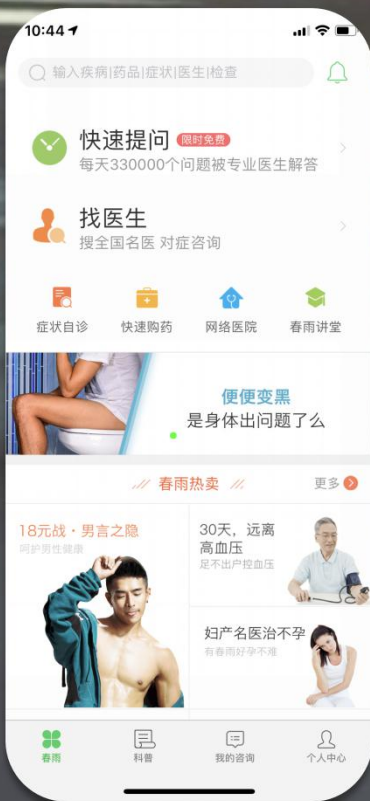 10:44
输入疾病|药品|症状|医生|检查
快速提问 限时免费
每天330000个问题被专业医生解答
找医生
搜全国名医 对症咨询
症状自诊 快速购药 网络医院 春雨讲堂
便便变黑
是身体出问题了么
春雨热卖 更多
18元战·男言之隐
呵护男性健康
30天，远离
高血压
足不出户控血压
妇产名医治不孕
有春雨好孕不难
春雨 科普 我的咨询 个人中心